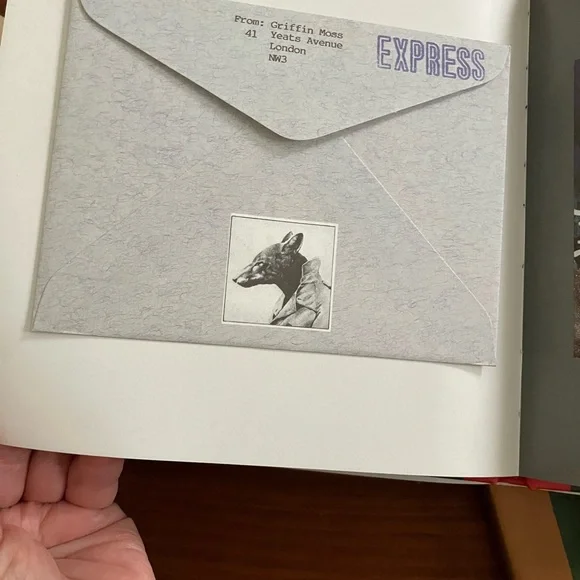 From: Griffin Moss
41 Yeats Avenue
London
NW3
EXPRESS